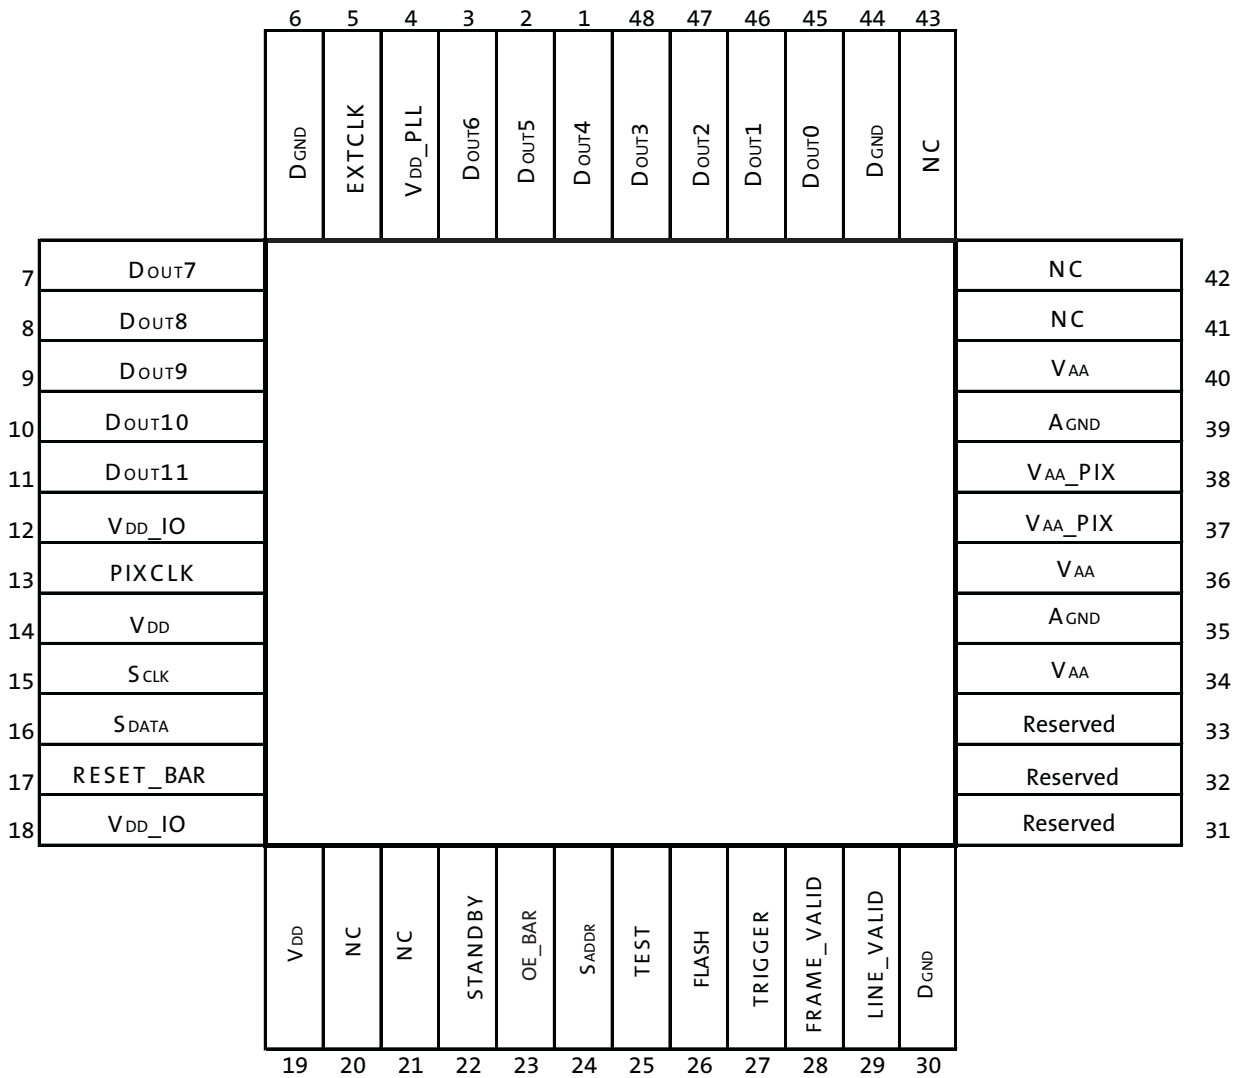 6 5 4 3 2 1 48 47 46 45 44 43
DGND
EXTCLK
VDD_PLL
DOUT6
DOUT5
DOUT4
DOUT3
DOUT2
DOUT1
DOUT0
DGND
NC
7 DOUT7
8 DOUT8
9 DOUT9
10 DOUT10
11 DOUT11
12 VDD_IO
13 PIXCLK
14 VDD
15 SCLK
16 SDATA
17 RESET_BAR
18 VDD_IO
NC 42
NC 41
VAA 40
AGND 39
VAA_PIX 38
VAA_PIX 37
VAA 36
AGND 35
VAA 34
Reserved 33
Reserved 32
Reserved 31
VDD
NC
NC
STANDBY
OE_BAR
SADDR
TEST
FLASH
TRIGGER
FRAME_VALID
LINE_VALID
DGND
19 20 21 22 23 24 25 26 27 28 29 30